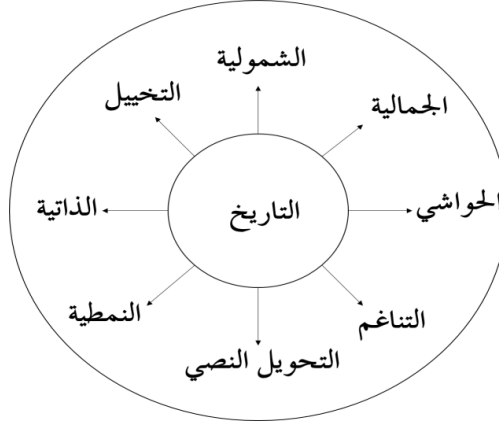 الشمولية
التخييل
الجمالية
الذاتية
التاريخ
الحواشي
النمطية
التناغم
التحويل النصي